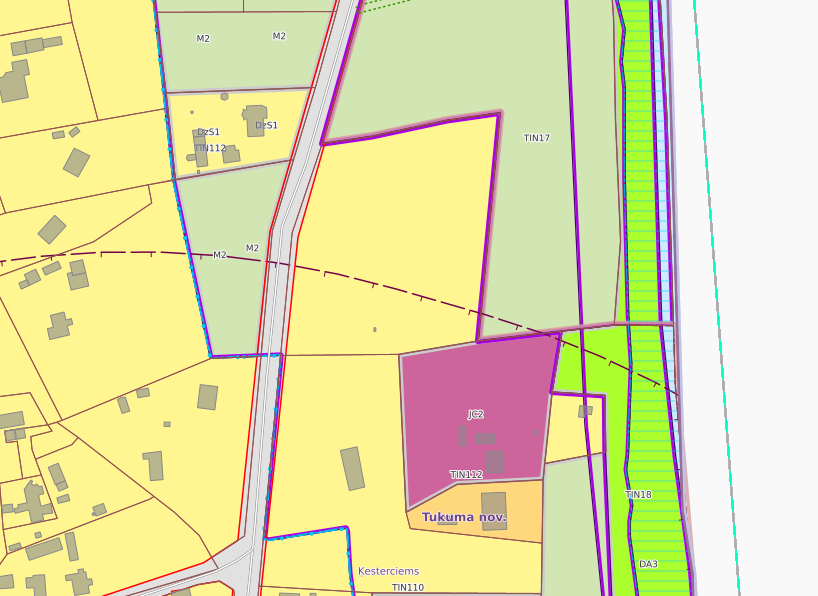 M2
M2
DzS1
DzS1
TIN112
TIN17
M2
M2
JC2
TIN112
TIN18
Tukuma nov.
DA3
Kesterciems
TIN110